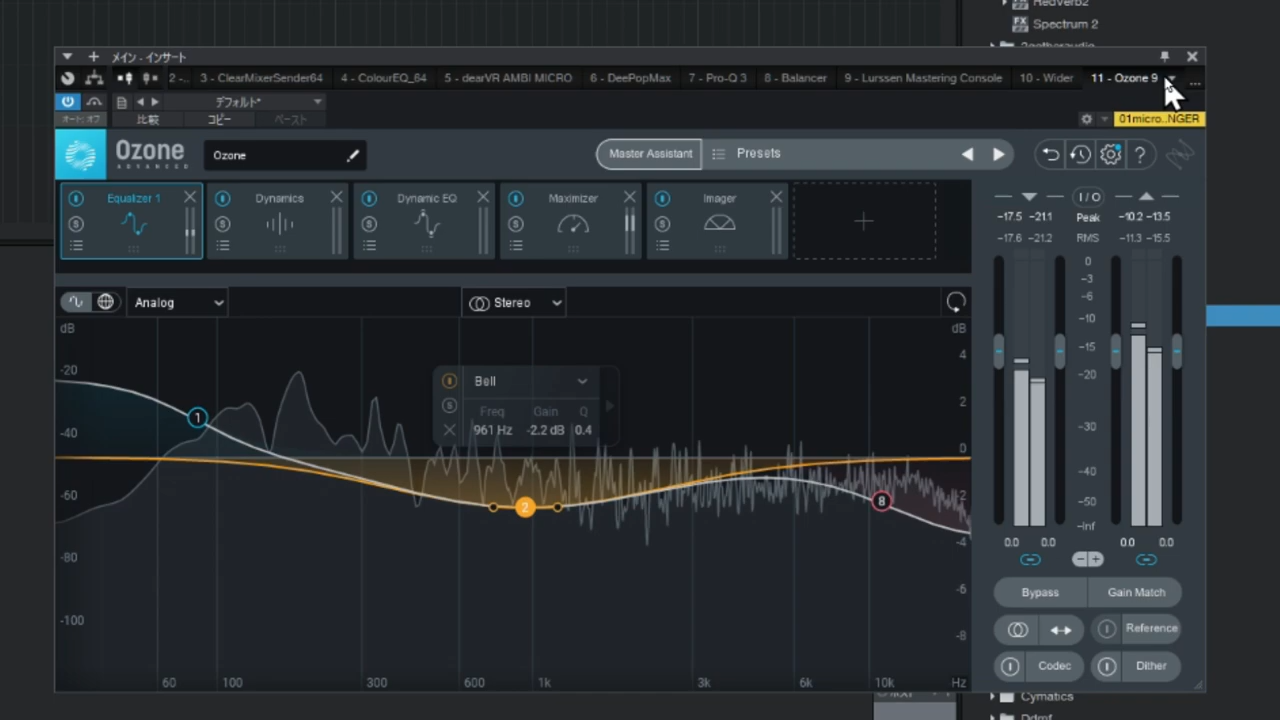 RedVerb2
Spectrum 2
2getheraudio
メイン - インサート
2 -..
3 - ClearMixerSender64
4 - ColourEQ_64
5 - dearVR AMBI MICRO
6 - DeePopMax
7 - Pro-Q 3
8 - Balancer
9 - Lurssen Mastering Console
10 - Wider
11 - Ozone 9
...
デフォルト*
オート: オフ
比較
コピー
ペースト
01micro..NGER
Ozone
ADVANCED
Ozone
Master Assistant
Presets
?
Equalizer 1
Dynamics
Dynamic EQ
Maximizer
Imager
S
S
S
S
S
+
I / O
-17.5 -21.1
Peak
-10.2 -13.5
-17.6 -21.2
RMS
-11.3 -15.5
Analog
Stereo
dB
-20
-40
-60
-80
-100
dB
4
2
0
-2
-4
-6
-8
Bell
S
Freq
Gain
Q
961 Hz
-2.2 dB
0.4
1
2
8
60
100
300
600
1k
3k
6k
10k
Hz
0
-3
-6
-10
-15
-20
-30
-40
-50
-Inf
0.0
0.0
0.0
0.0
Bypass
Gain Match
Reference
Codec
Dither
Cymatics
Ddmf